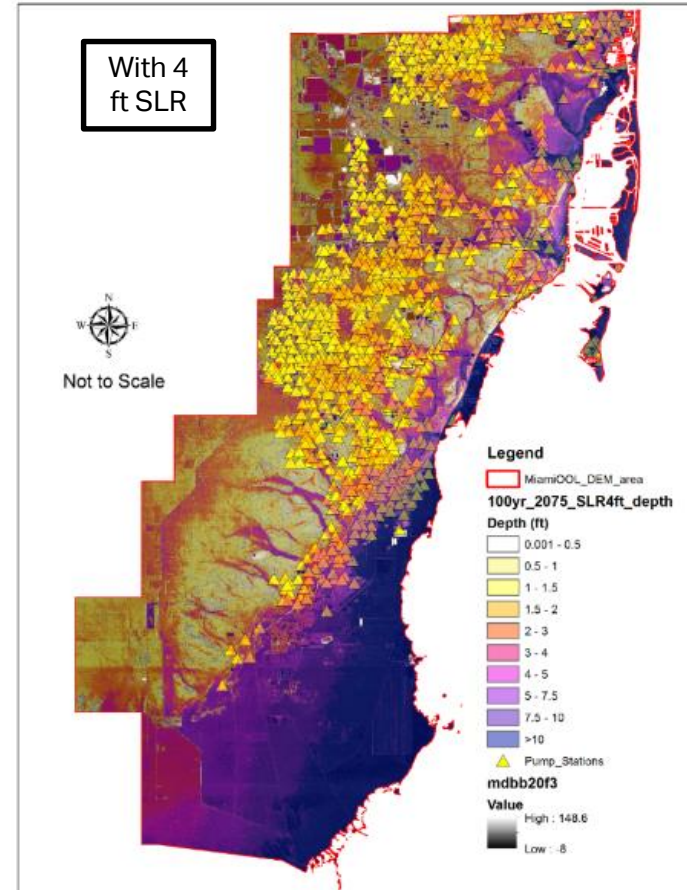 With 4
ft SLR
N
W E
S
Not to Scale
Legend
MiamiOOL_DEM_area
100yr_2075_SLR4ft_depth
Depth (ft)
0.001 - 0.5
0.5 - 1
1 - 1.5
1.5 - 2
2 - 3
3 - 4
4 - 5
5 - 7.5
7.5 - 10
>10
Pump_Stations
mdbb20f3
Value
High : 148.6
Low : -8